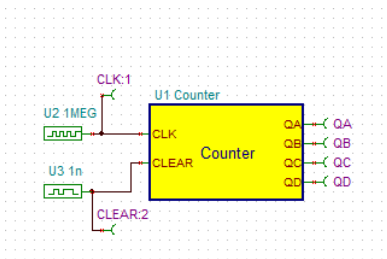 CLK:1
U2 1MEG
U1 Counter
CLK
CLEAR
Counter
QA
QB
QC
QD
QA
QB
QC
QD
U3 1n
CLEAR:2